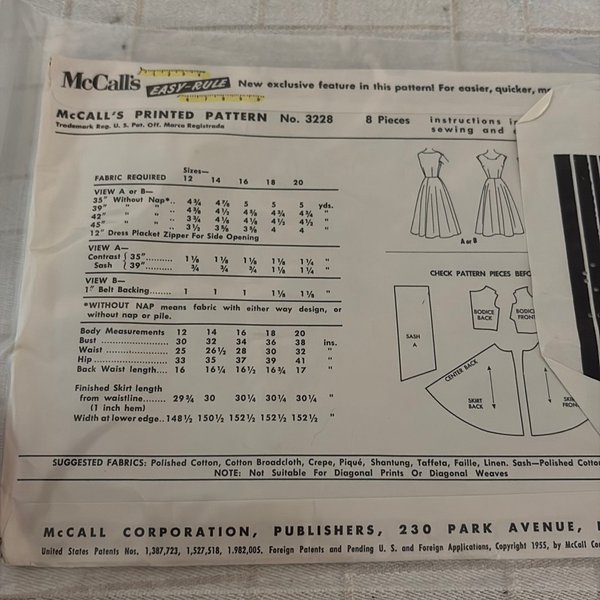 McCall's EASY-RULE New exclusive feature in this pattern! For easier, quicker,
McCALL'S PRINTED PATTERN No. 3228 8 Pieces instructions
Trademark Reg. U. S. Pat. Off. Marca Registrada sewing and
Sizes—
FABRIC REQUIRED 12 14 16 18 20
VIEW A or B—
35" Without Nap*.. 4¾ 4⅞ 5 5 5 yds.
39" " " .. 4⅜ 4½ 4⅝ 4¾ 4¾ "
42" " " .. 3¾ 4⅛ 4⅛ 4½ 4½ "
45" " " .. 3½ 3⅝ 3⅝ 4 4 "
12" Dress Placket Zipper For Side Opening
VIEW A—
Contrast { 35".......... 1⅛ 1⅛ 1⅛ 1⅛ 1¼ "
Sash { 39".......... ¾ ¾ ¾ 1⅛ 1¼ "
VIEW B—
1" Belt Backing.......... 1 1 1 1⅛ 1⅛ "
*WITHOUT NAP means fabric with either way design, or
without nap or pile.
Body Measurements 12 14 16 18 20
Bust 30 32 34 36 38 ins.
Waist 25 26½ 28 30 32 "
Hip 33 35 37 39 41 "
Back Waist length.... 16 16¼ 16½ 16¾ 17 "
Finished Skirt length
from waistline....... 29¾ 30 30¼ 30¼ 30¼ "
(1 inch hem)
Width at lower edge.. 148½ 150½ 152½ 152½ 152½ "
A or B
CHECK PATTERN PIECES
SASH
A
BODICE
BACK
BODICE
FRONT
CENTER BACK
SKIRT
BACK
SUGGESTED FABRICS: Polished Cotton, Cotton Broadcloth, Crepe, Piqué, Shantung, Taffeta, Faille, Linen. Sash—Polished
NOTE: Not Suitable For Diagonal Prints Or Diagonal Weaves
McCALL CORPORATION, PUBLISHERS, 230 PARK AVENUE,
United States Patents Nos. 1,387,723, 1,527,518, 1,982,005. Foreign Patents and Pending U. S. and Foreign Applications, Copyright 1955, by McCall